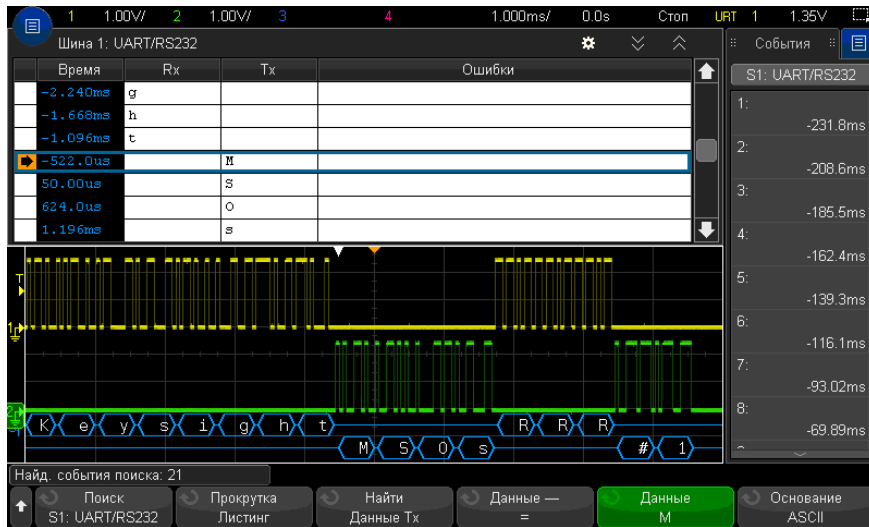 1 1.00V/ 2 1.00V/ 3 4 1.000ms/ 0.0s Стоп URT 1 1.35V
Шина 1: UART/RS232
Время Rx Tx Ошибки
-2.240ms g
-1.668ms h
-1.096ms t
-522.0us M
50.00us S
624.0us O
1.196ms s
События
S1: UART/RS232
1:
-231.8ms
2:
-208.6ms
3:
-185.5ms
4:
-162.4ms
5:
-139.3ms
6:
-116.1ms
7:
-93.02ms
8:
-69.89ms
T
1
2
K e y s i g h t R R R
M S O s # 1
Найд. события поиска: 21
Поиск
S1: UART/RS232
Прокрутка
Листинг
Найти
Данные Tx
Данные —
=
Данные
M
Основание
ASCII